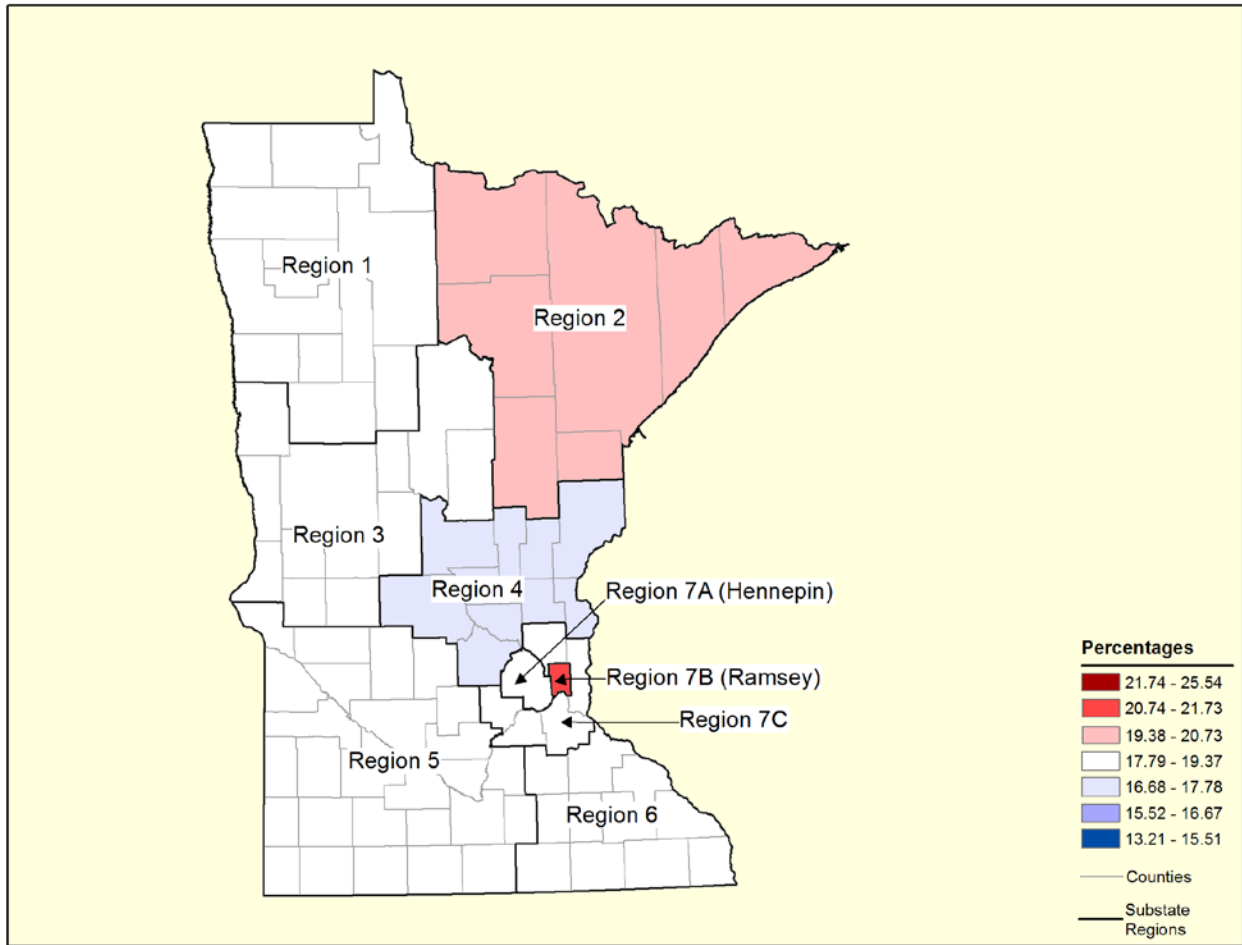 Region 1
Region 2
Region 3
Region 4
Region 7A (Hennepin)
Region 7B (Ramsey)
Region 7C
Region 5
Region 6
Percentages
21.74 - 25.54
20.74 - 21.73
19.38 - 20.73
17.79 - 19.37
16.68 - 17.78
15.52 - 16.67
13.21 - 15.51
Counties
Substate
Regions